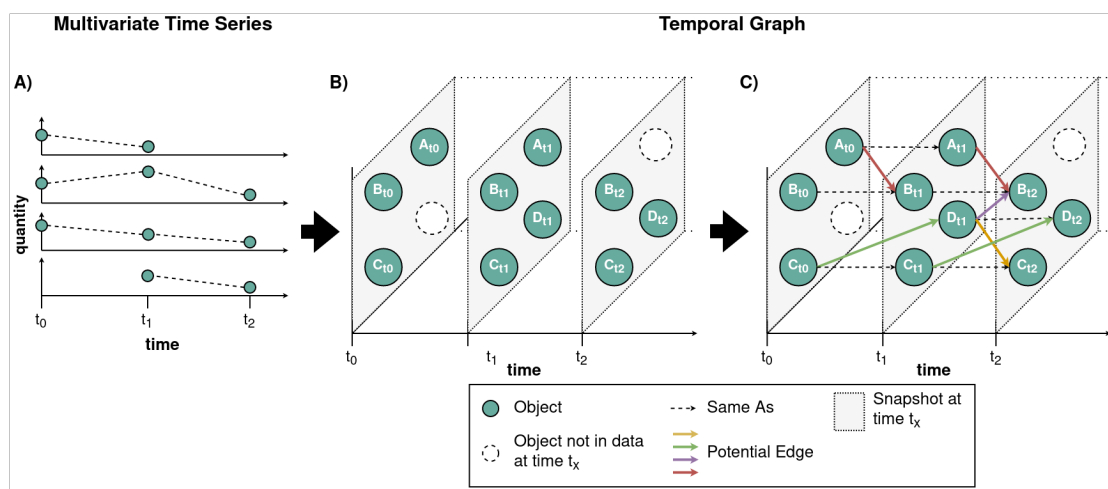 Multivariate Time Series
Temporal Graph
A)
quantity
t0
t1
t2
time
B)
At0
Bt0
Ct0
At1
Bt1
Dt1
Ct1
Bt2
Dt2
Ct2
t0
t1
t2
time
C)
At0
Bt0
Ct0
At1
Bt1
Dt1
Ct1
Bt2
Dt2
Ct2
t0
t1
t2
time
Object
Object not in data
at time tx
Same As
Potential Edge
Snapshot at
time tx